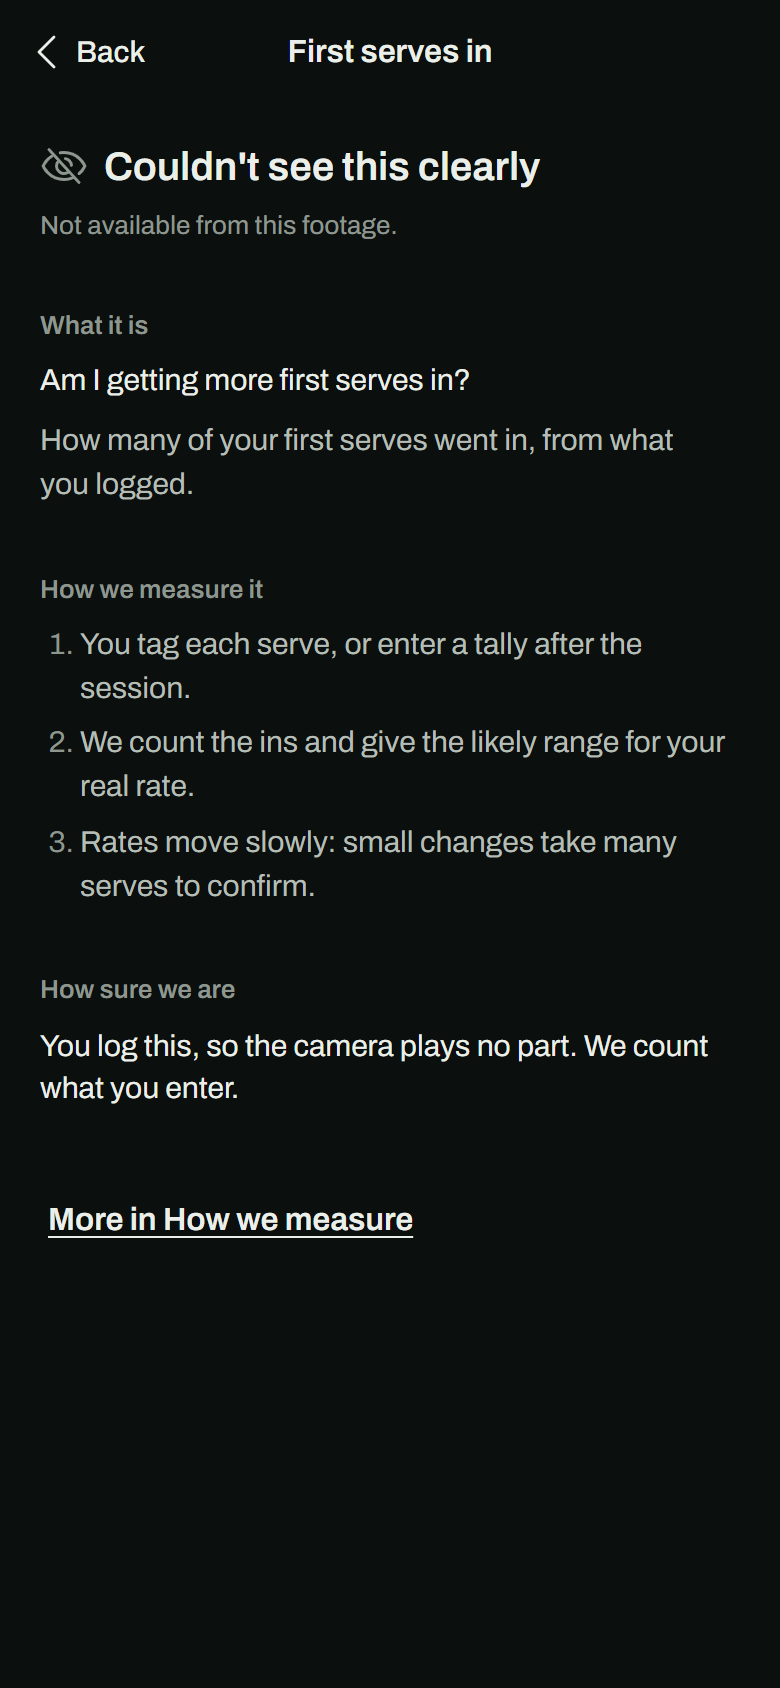 Back
First serves in
Couldn't see this clearly
Not available from this footage.
What it is
Am I getting more first serves in?
How many of your first serves went in, from what
you logged.
How we measure it
1. You tag each serve, or enter a tally after the
session.
2. We count the ins and give the likely range for your
real rate.
3. Rates move slowly: small changes take many
serves to confirm.
How sure we are
You log this, so the camera plays no part. We count
what you enter.
More in How we measure